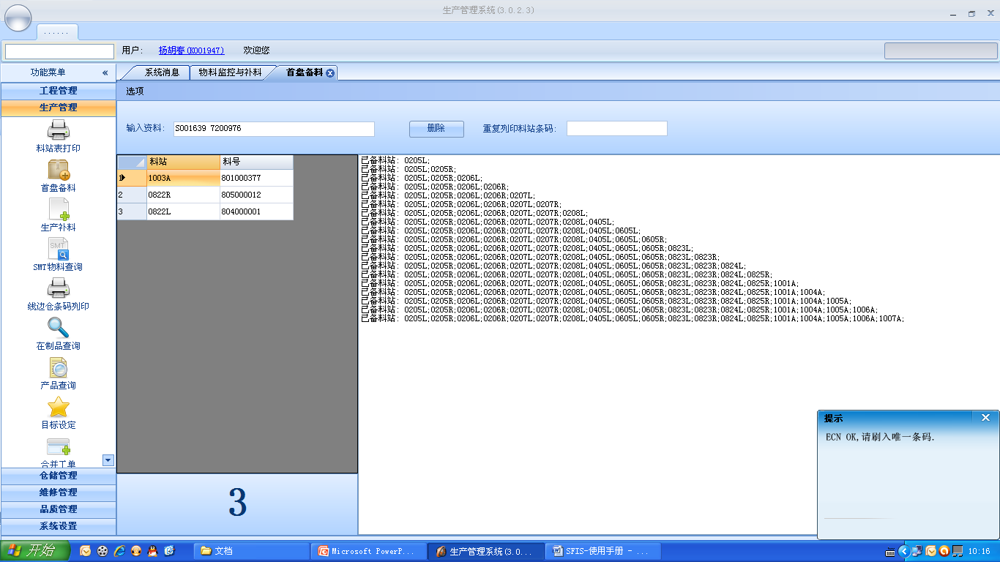 生产管理系统(3.0.2.3)
......
用户: 杨胡春(K001947) 欢迎您
功能菜单 «
系统消息 物料监控与补料 首盘备料
工程管理
选项
生产管理
料站表打印
首盘备料
生产补料
SMT
SMT物料查询
线边仓条码列印
在制品查询
产品查询
目标设定
合并工单
仓储管理
维修管理
品质管理
系统设置
输入资料: S001639 7200976 删除 重复列印料站条码:
料站 料号
1 1003A 801000377
2 0822R 805000012
3 0822L 804000001
3
已备料站: 0205L;
已备料站: 0205L;0205R;
已备料站: 0205L;0205R;0206L;
已备料站: 0205L;0205R;0206L;0206R;
已备料站: 0205L;0205R;0206L;0206R;0207L;
已备料站: 0205L;0205R;0206L;0206R;0207L;0207R;
已备料站: 0205L;0205R;0206L;0206R;0207L;0207R;0208L;
已备料站: 0205L;0205R;0206L;0206R;0207L;0207R;0208L;0405L;
已备料站: 0205L;0205R;0206L;0206R;0207L;0207R;0208L;0405L;0605L;
已备料站: 0205L;0205R;0206L;0206R;0207L;0207R;0208L;0405L;0605L;0605R;
已备料站: 0205L;0205R;0206L;0206R;0207L;0207R;0208L;0405L;0605L;0605R;0823L;
已备料站: 0205L;0205R;0206L;0206R;0207L;0207R;0208L;0405L;0605L;0605R;0823L;0823R;
已备料站: 0205L;0205R;0206L;0206R;0207L;0207R;0208L;0405L;0605L;0605R;0823L;0823R;0824L;
已备料站: 0205L;0205R;0206L;0206R;0207L;0207R;0208L;0405L;0605L;0605R;0823L;0823R;0824L;0825R;
已备料站: 0205L;0205R;0206L;0206R;0207L;0207R;0208L;0405L;0605L;0605R;0823L;0823R;0824L;0825R;1001A;
已备料站: 0205L;0205R;0206L;0206R;0207L;0207R;0208L;0405L;0605L;0605R;0823L;0823R;0824L;0825R;1001A;1004A;
已备料站: 0205L;0205R;0206L;0206R;0207L;0207R;0208L;0405L;0605L;0605R;0823L;0823R;0824L;0825R;1001A;1004A;1005A;
已备料站: 0205L;0205R;0206L;0206R;0207L;0207R;0208L;0405L;0605L;0605R;0823L;0823R;0824L;0825R;1001A;1004A;1005A;1006A;
已备料站: 0205L;0205R;0206L;0206R;0207L;0207R;0208L;0405L;0605L;0605R;0823L;0823R;0824L;0825R;1001A;1004A;1005A;1006A;1007A;
提示
ECN OK,请刷入唯一条码.
开始 文档 Microsoft PowerP... 生产管理系统(3.0... SFIS-使用手册 - ... 10:16